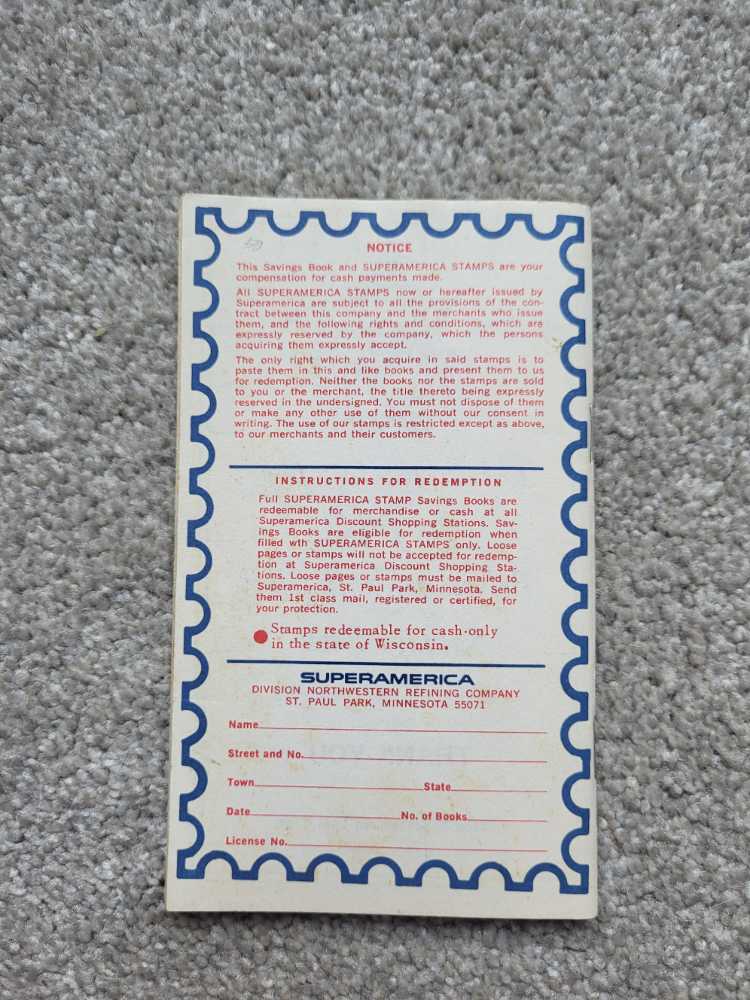 NOTICE
This Savings Book and SUPERAMERICA STAMPS are your
compensation for cash payments made.
All SUPERAMERICA STAMPS now or hereafter issued by
Superamerica are subject to all the provisions of the con-
tract between this company and the merchants who issue
them, and the following rights and conditions, which are
expressly reserved by the company, which the persons
acquiring them expressly accept.
The only right which you acquire in said stamps is to
paste them in this and like books and present them to us
for redemption. Neither the books nor the stamps are sold
to you or the merchant, the title thereto being expressly
reserved in the undersigned. You must not dispose of them
or make any other use of them without our consent in
writing. The use of our stamps is restricted except as above,
to our merchants and their customers.
INSTRUCTIONS FOR REDEMPTION
Full SUPERAMERICA STAMP Savings Books are
redeemable for merchandise or cash at all
Superamerica Discount Shopping Stations. Sav-
ings Books are eligible for redemption when
filled wth SUPERAMERICA STAMPS only. Loose
pages or stamps will not be accepted for redemp-
tion at Superamerica Discount Shopping Sta-
tions. Loose pages or stamps must be mailed to
Superamerica, St. Paul Park, Minnesota. Send
them 1st class mail, registered or certified, for
your protection.
Stamps redeemable for cash-only
in the state of Wisconsin.
SUPERAMERICA
DIVISION NORTHWESTERN REFINING COMPANY
ST. PAUL PARK, MINNESOTA 55071
Name
Street and No.
Town State
Date No. of Books
License No.